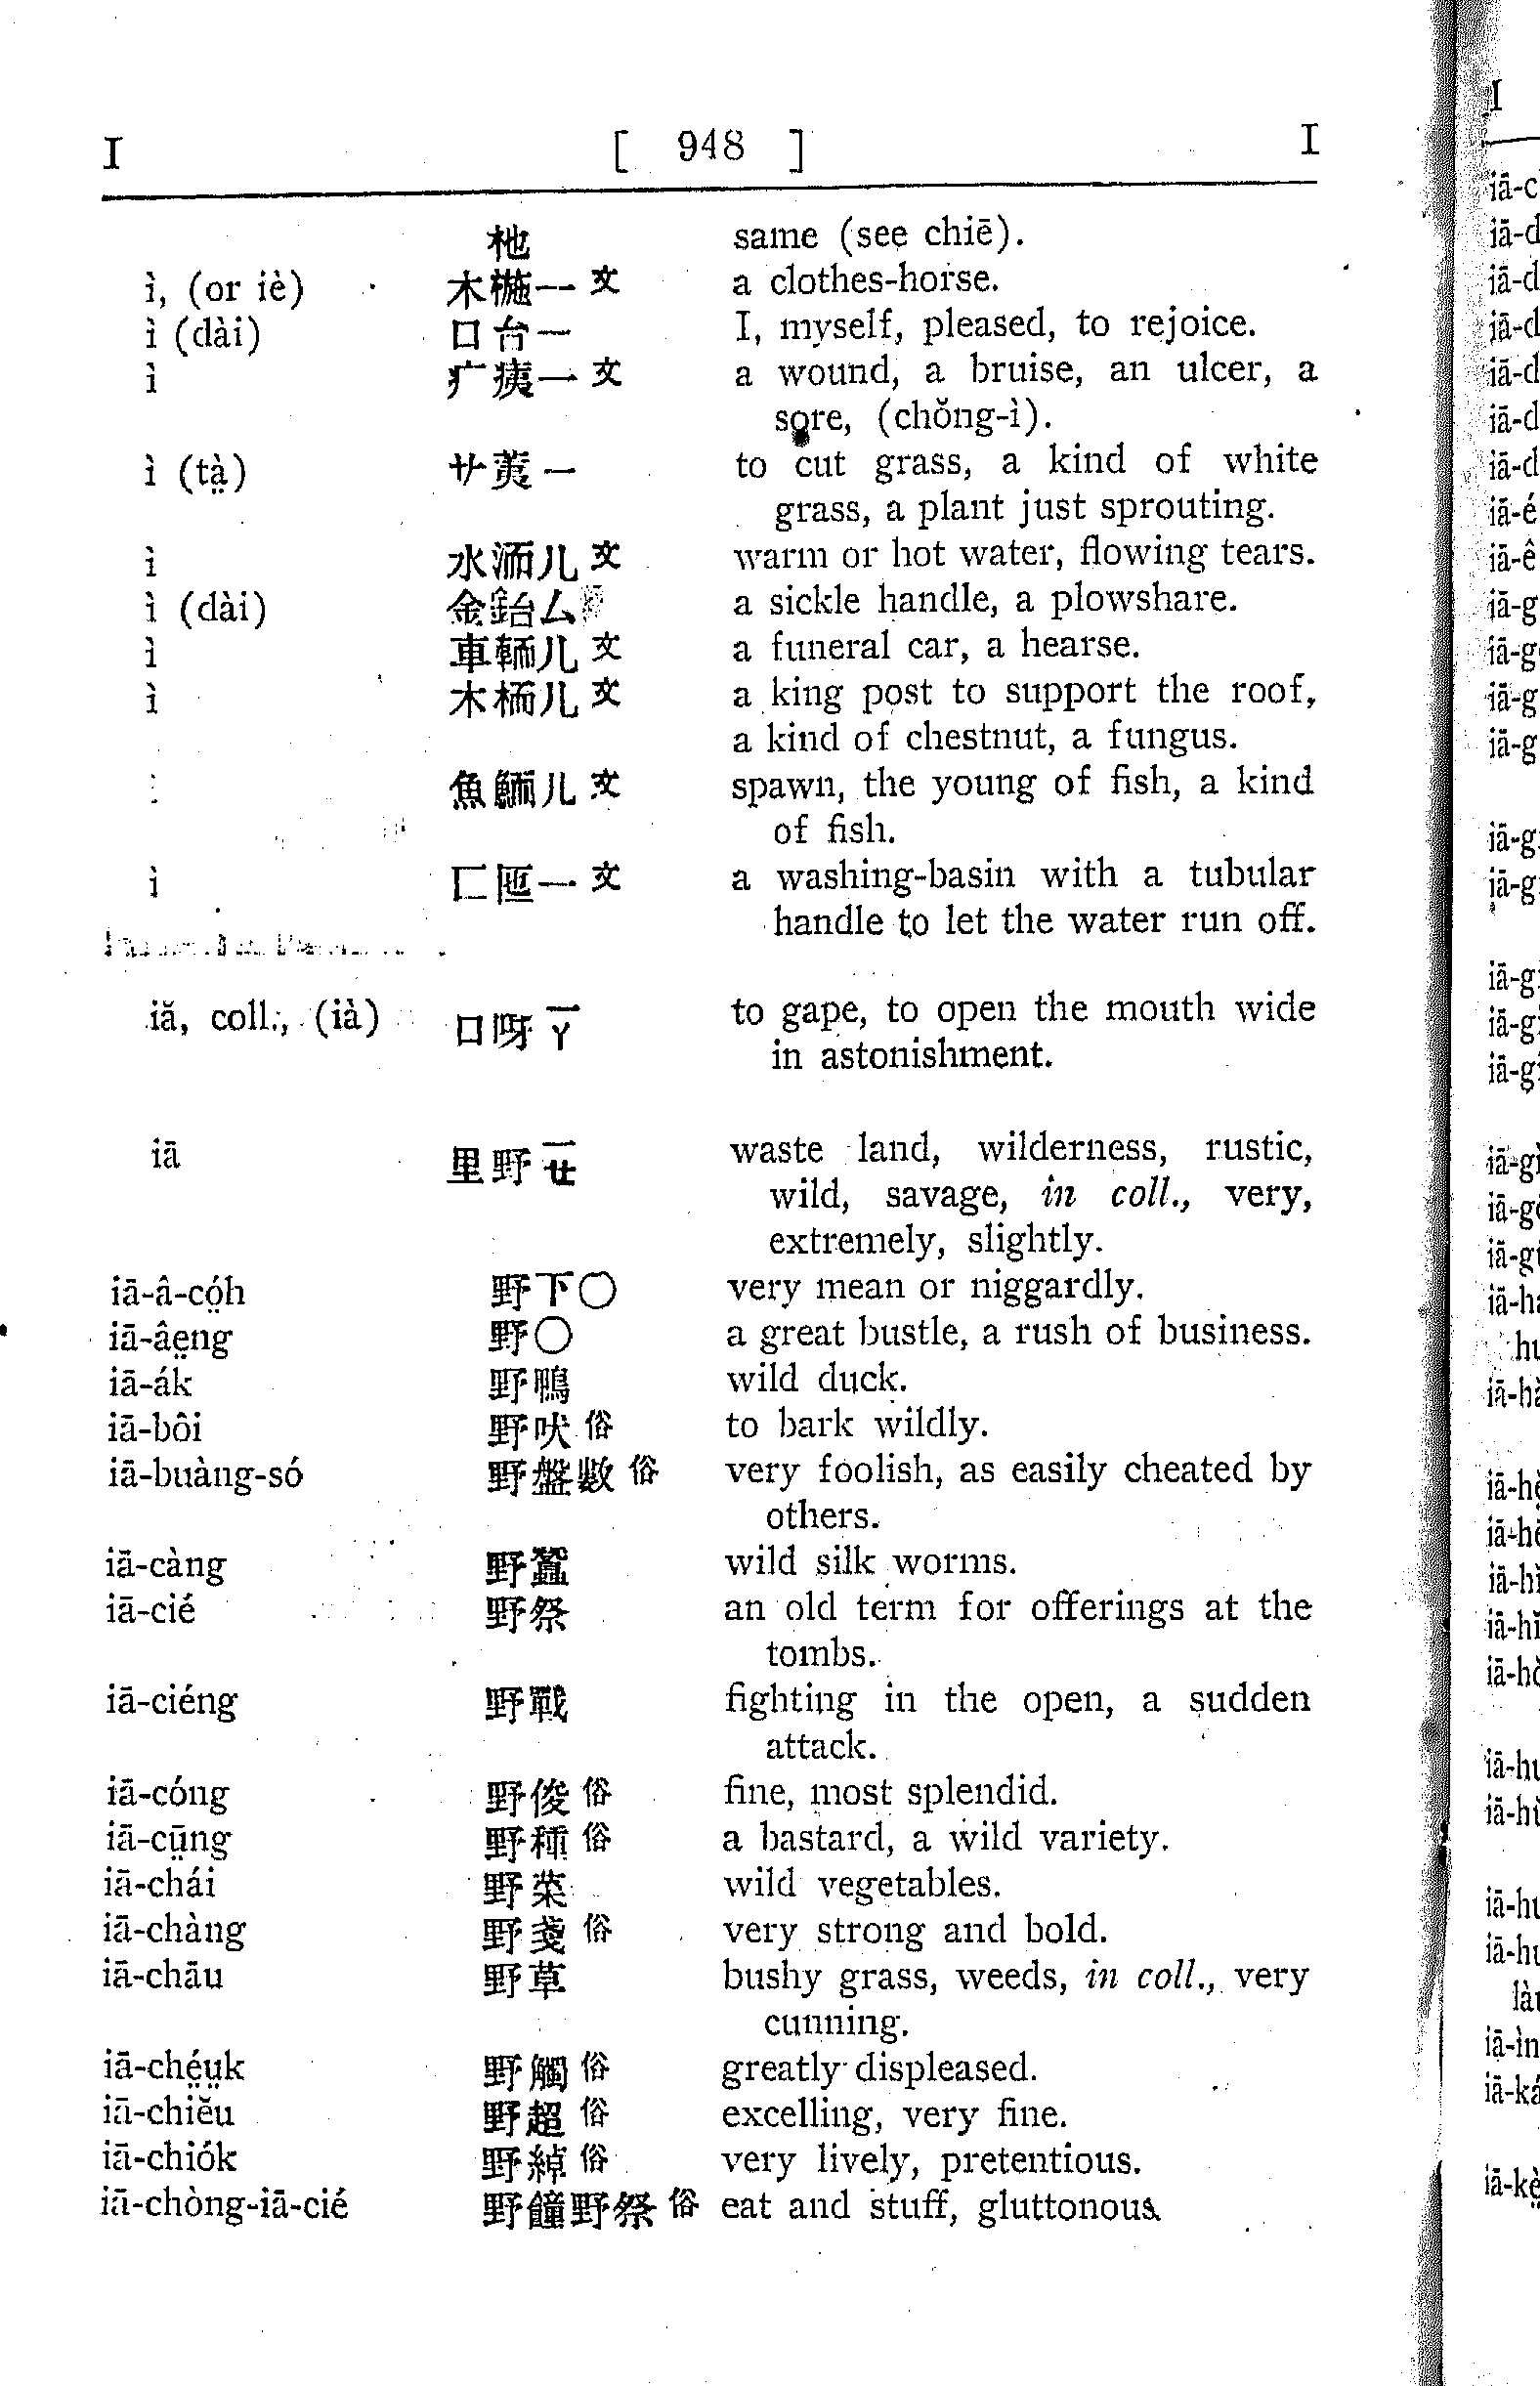 I [ 948 ] I
杝 same (see chiē).
ì, (or iè) 木 椸 一 文 a clothes-horse.
ì (dài) 口 台 一 I, myself, pleased, to rejoice.
ì 疒 痍 一 文 a wound, a bruise, an ulcer, a
sore, (chŏng-ì).
ì (tà̤) 艹 荑 一 to cut grass, a kind of white
grass, a plant just sprouting.
ì 水 洏 儿 文 warm or hot water, flowing tears.
ì (dài) 金 鈶 厶 a sickle handle, a plowshare.
ì 車 輀 儿 文 a funeral car, a hearse.
ì 木 栭 儿 文 a king post to support the roof,
a kind of chestnut, a fungus.
魚 鮞 儿 文 spawn, the young of fish, a kind
of fish.
ì 匚 匜 一 文 a washing-basin with a tubular
handle to let the water run off.
iă, coll., (ià) 口 呀 一丫 to gape, to open the mouth wide
in astonishment.
iā 里 野 一 waste land, wilderness, rustic,
wild, savage, in coll., very,
extremely, slightly.
iā-â-có̤h 野下〇 very mean or niggardly.
iā-âe̤ng 野〇 a great bustle, a rush of business.
iā-ák 野鴨 wild duck.
iā-bôi 野吠 俗 to bark wildly.
iā-buàng-só 野盤數 俗 very foolish, as easily cheated by
others.
iā-càng 野蠶 wild silk worms.
iā-cié 野祭 an old term for offerings at the
tombs.
iā-ciéng 野戰 fighting in the open, a sudden
attack.
iā-cóng 野俊 俗 fine, most splendid.
iā-cṳ̄ng 野種 俗 a bastard, a wild variety.
iā-chái 野菜 wild vegetables.
iā-chàng 野戔 俗 very strong and bold.
iā-chāu 野草 bushy grass, weeds, in coll., very
cunning.
iā-ché̤ṳk 野觸 俗 greatly displeased.
iā-chiĕu 野超 俗 excelling, very fine.
iā-chiók 野綽 俗 very lively, pretentious.
iā-chòng-iā-cié 野饐野祭 俗 eat and stuff, gluttonous